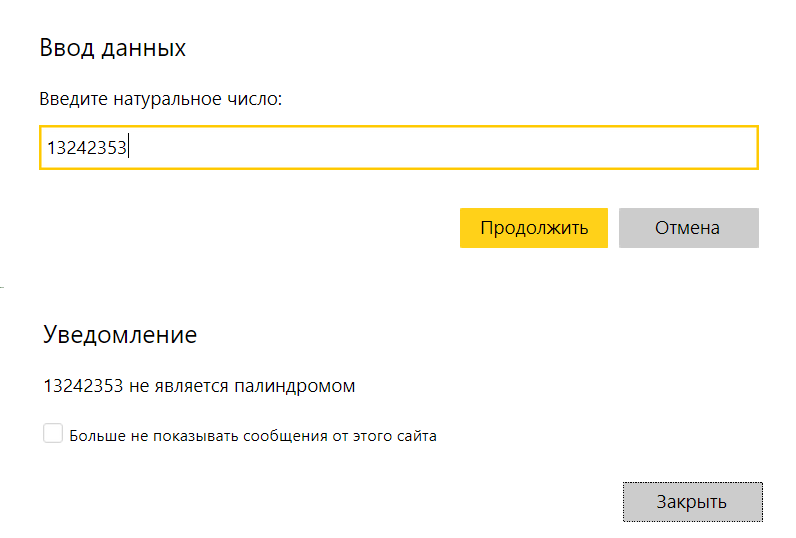 Ввод данных
Введите натуральное число:
13242353
Продолжить Отмена
Уведомление
13242353 не является палиндромом
Больше не показывать сообщения от этого сайта
Закрыть